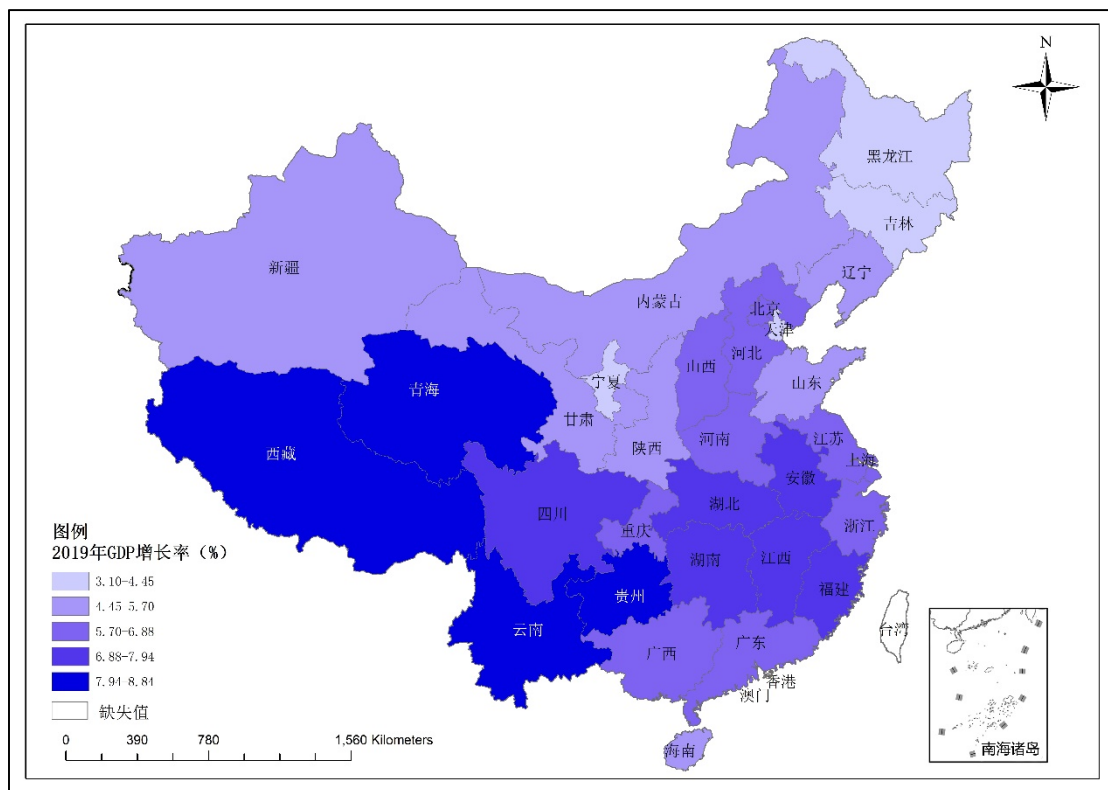 N
黑龙江
吉林
辽宁
新疆
内蒙古
北京
天津
河北
山西
宁夏
山东
青海
甘肃
陕西
河南
江苏
上海
西藏
安徽
四川
湖北
重庆
浙江
湖南
江西
贵州
福建
云南
台湾
广西
广东
香港
澳门
海南
南海诸岛
图例
2019年GDP增长率（%）
3.10-4.45
4.45-5.70
5.70-6.88
6.88-7.94
7.94-8.84
缺失值
0 390 780 1,560 Kilometers